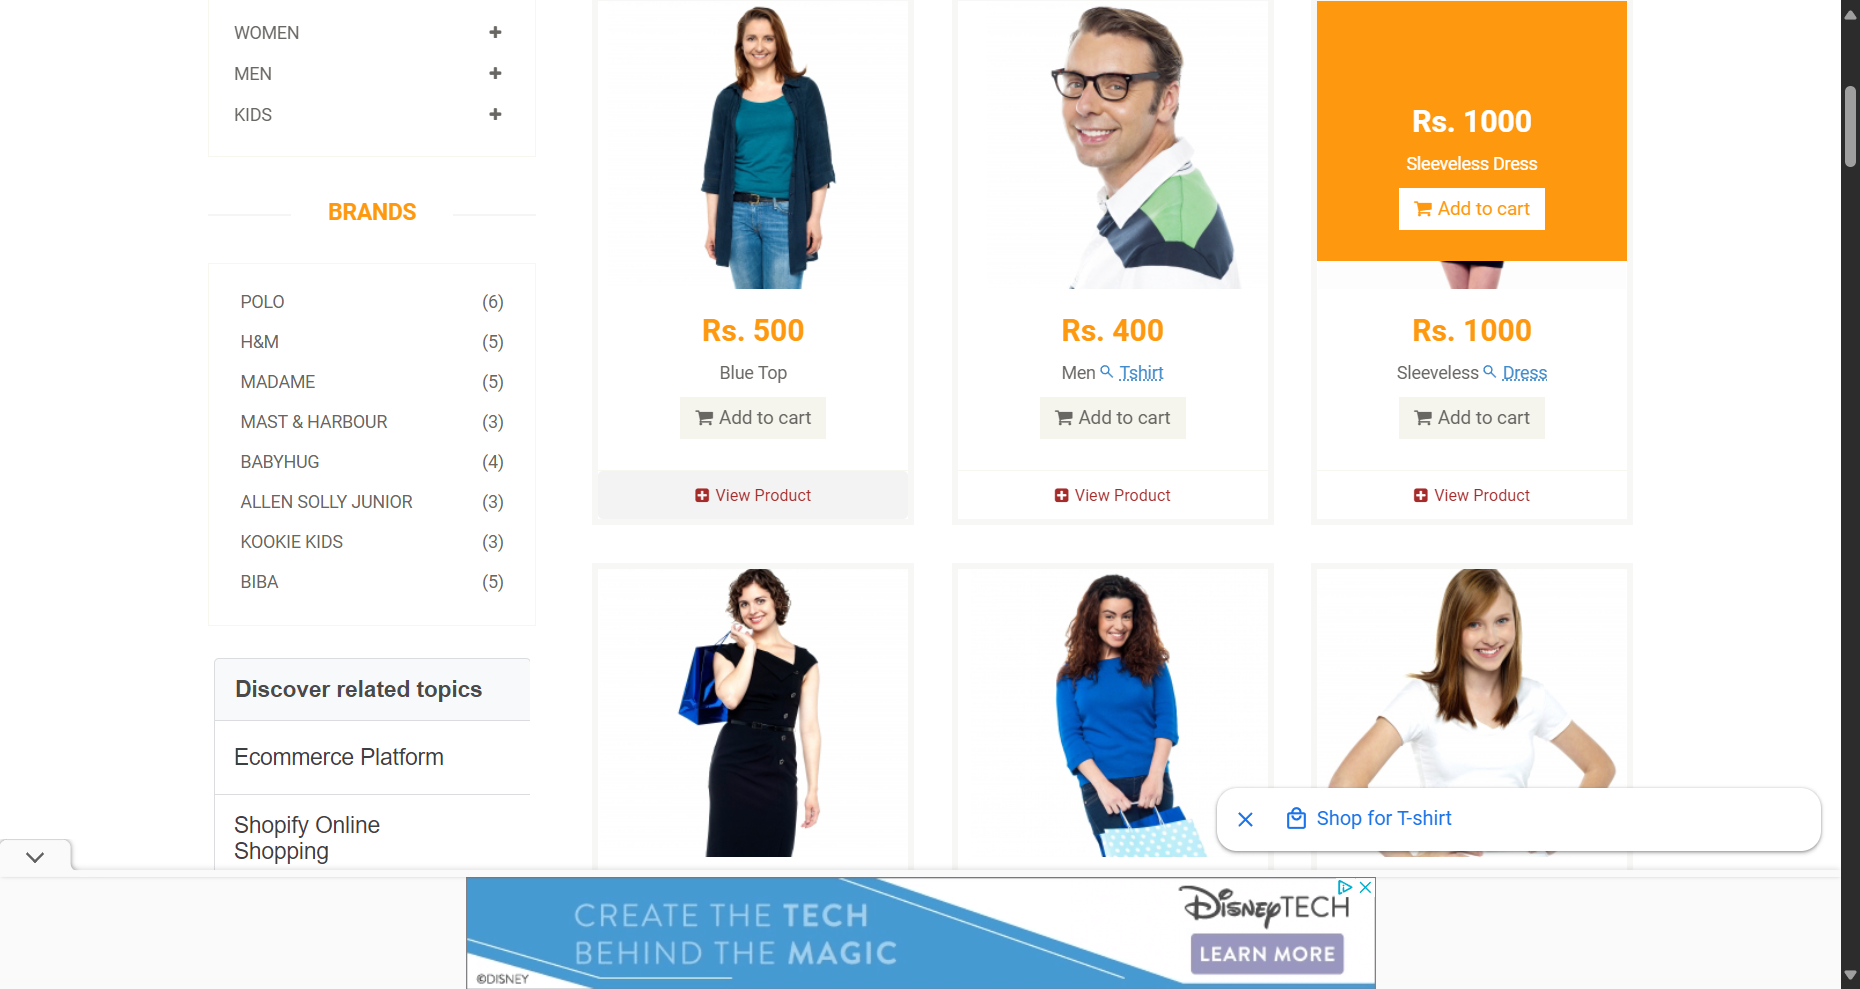 WOMEN
MEN
KIDS
BRANDS
POLO (6)
H&M (5)
MADAME (5)
MAST & HARBOUR (3)
BABYHUG (4)
ALLEN SOLLY JUNIOR (3)
KOOKIE KIDS (3)
BIBA (5)
Discover related topics
Ecommerce Platform
Shopify Online
Shopping
Rs. 500
Blue Top
Add to cart
View Product
Rs. 400
Men Tshirt
Add to cart
View Product
Rs. 1000
Sleeveless Dress
Add to cart
Rs. 1000
Sleeveless Dress
Add to cart
View Product
Shop for T-shirt
CREATE THE TECH
BEHIND THE MAGIC
©DISNEY
DISNEY TECH
LEARN MORE